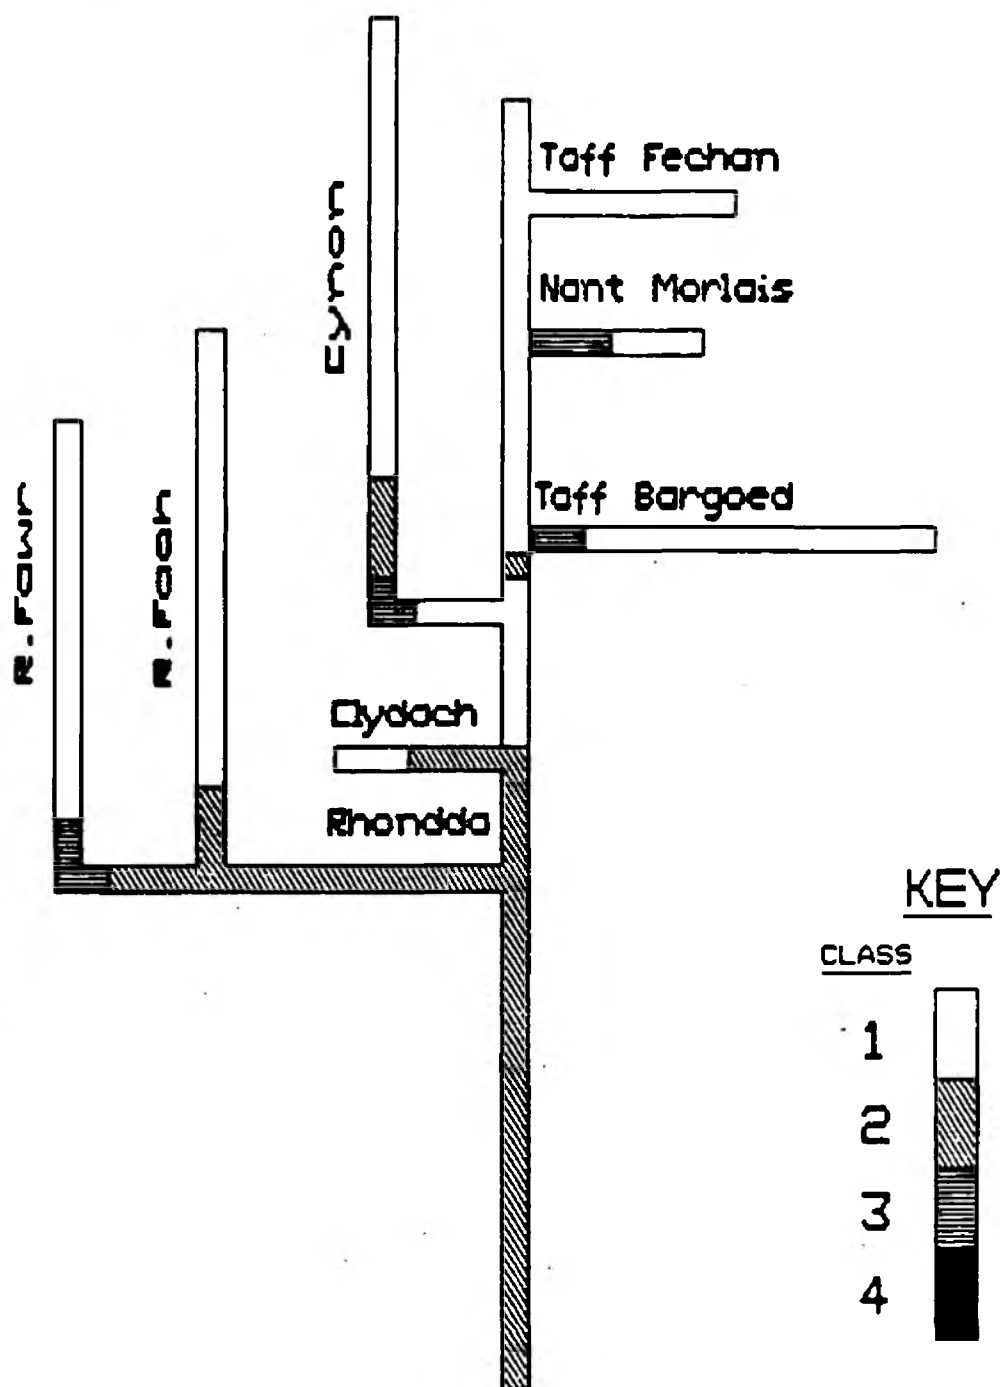 Taff Fechan
Cynon
Nant Morlais
R.Fawr
R.Fach
Taff Bargoed
Clydach
Rhondda
KEY
CLASS
1
2
3
4